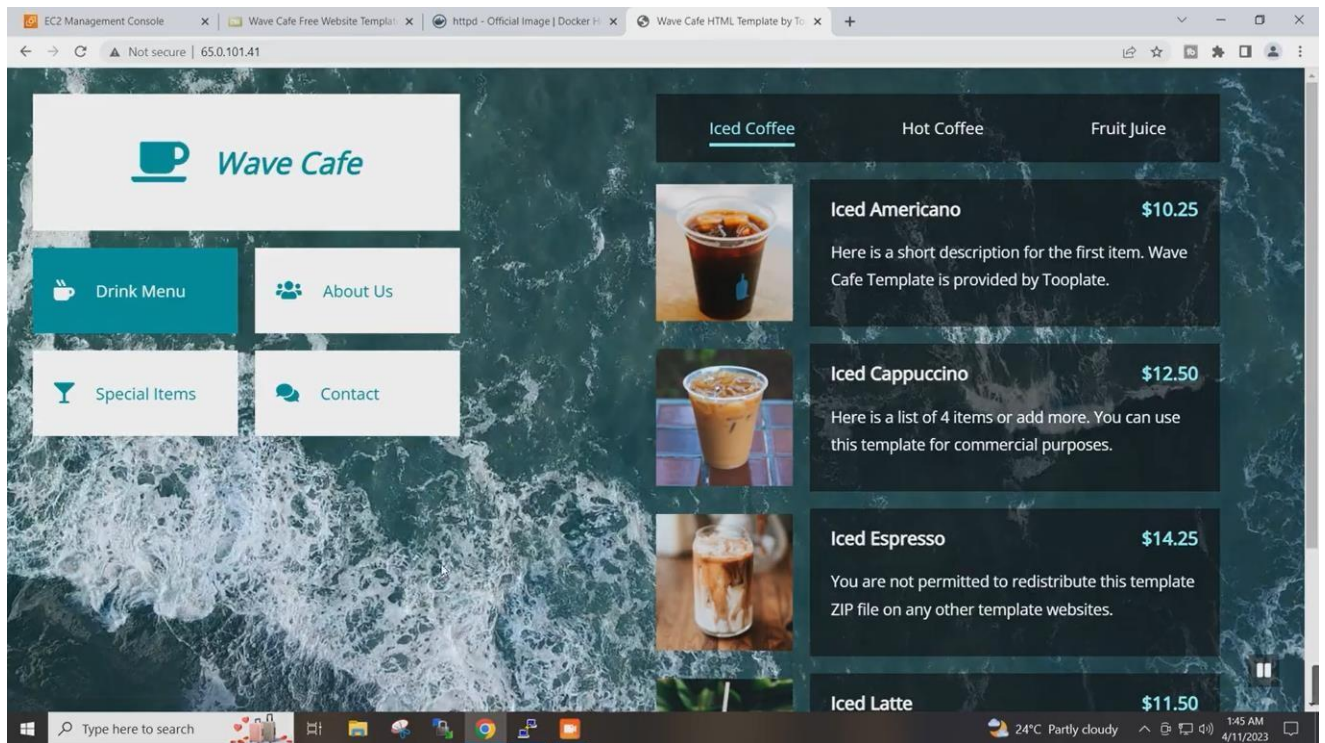 EC2 Management Console
Wave Cafe Free Website Templat
httpd - Official Image | Docker H
Wave Cafe HTML Template by To
Not secure | 65.0.101.41
Wave Cafe
Drink Menu
About Us
Special Items
Contact
Iced Coffee
Hot Coffee
Fruit Juice
Iced Americano $10.25
Here is a short description for the first item. Wave
Cafe Template is provided by Tooplate.
Iced Cappuccino $12.50
Here is a list of 4 items or add more. You can use
this template for commercial purposes.
Iced Espresso $14.25
You are not permitted to redistribute this template
ZIP file on any other template websites.
Iced Latte $11.50
Type here to search
24°C Partly cloudy
1:45 AM
4/11/2023